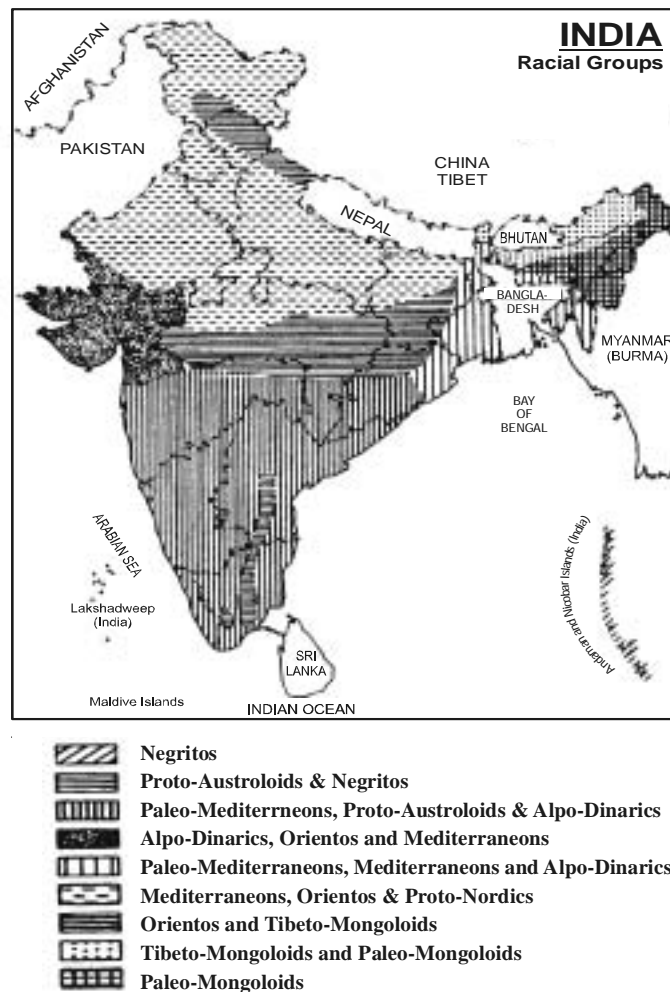 INDIA
Racial Groups
AFGHANISTAN
PAKISTAN
CHINA
TIBET
NEPAL
BHUTAN
BANGLA-
DESH
MYANMAR
(BURMA)
BAY
OF
BENGAL
ARABIAN SEA
Lakshadweep
(India)
Andaman and Nicobar Islands (India)
SRI
LANKA
Maldive Islands
INDIAN OCEAN
Negritos
Proto-Austroloids & Negritos
Paleo-Mediterrneons, Proto-Austroloids & Alpo-Dinarics
Alpo-Dinarics, Orientos and Mediterraneons
Paleo-Mediterraneons, Mediterraneons and Alpo-Dinarics
Mediterraneons, Orientos & Proto-Nordics
Orientos and Tibeto-Mongoloids
Tibeto-Mongoloids and Paleo-Mongoloids
Paleo-Mongoloids